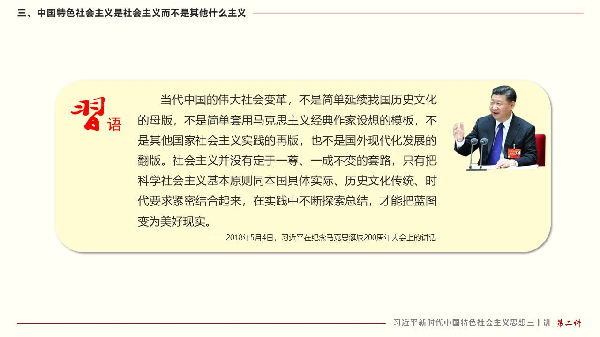 三、中国特色社会主义是社会主义而不是其他什么主义
習语
当代中国的伟大社会变革，不是简单延续我国历史文化
的母版，不是简单套用马克思主义经典作家设想的模板，不
是其他国家社会主义实践的再版，也不是国外现代化发展的
翻版。社会主义并没有定于一尊、一成不变的套路，只有把
科学社会主义基本原则同本国具体实际、历史文化传统、时
代要求紧密结合起来，在实践中不断探索总结，才能把蓝图
变为美好现实。
2018年5月4日，习近平在纪念马克思诞辰200周年大会上的讲话
习近平新时代中国特色社会主义思想三十讲 第二讲